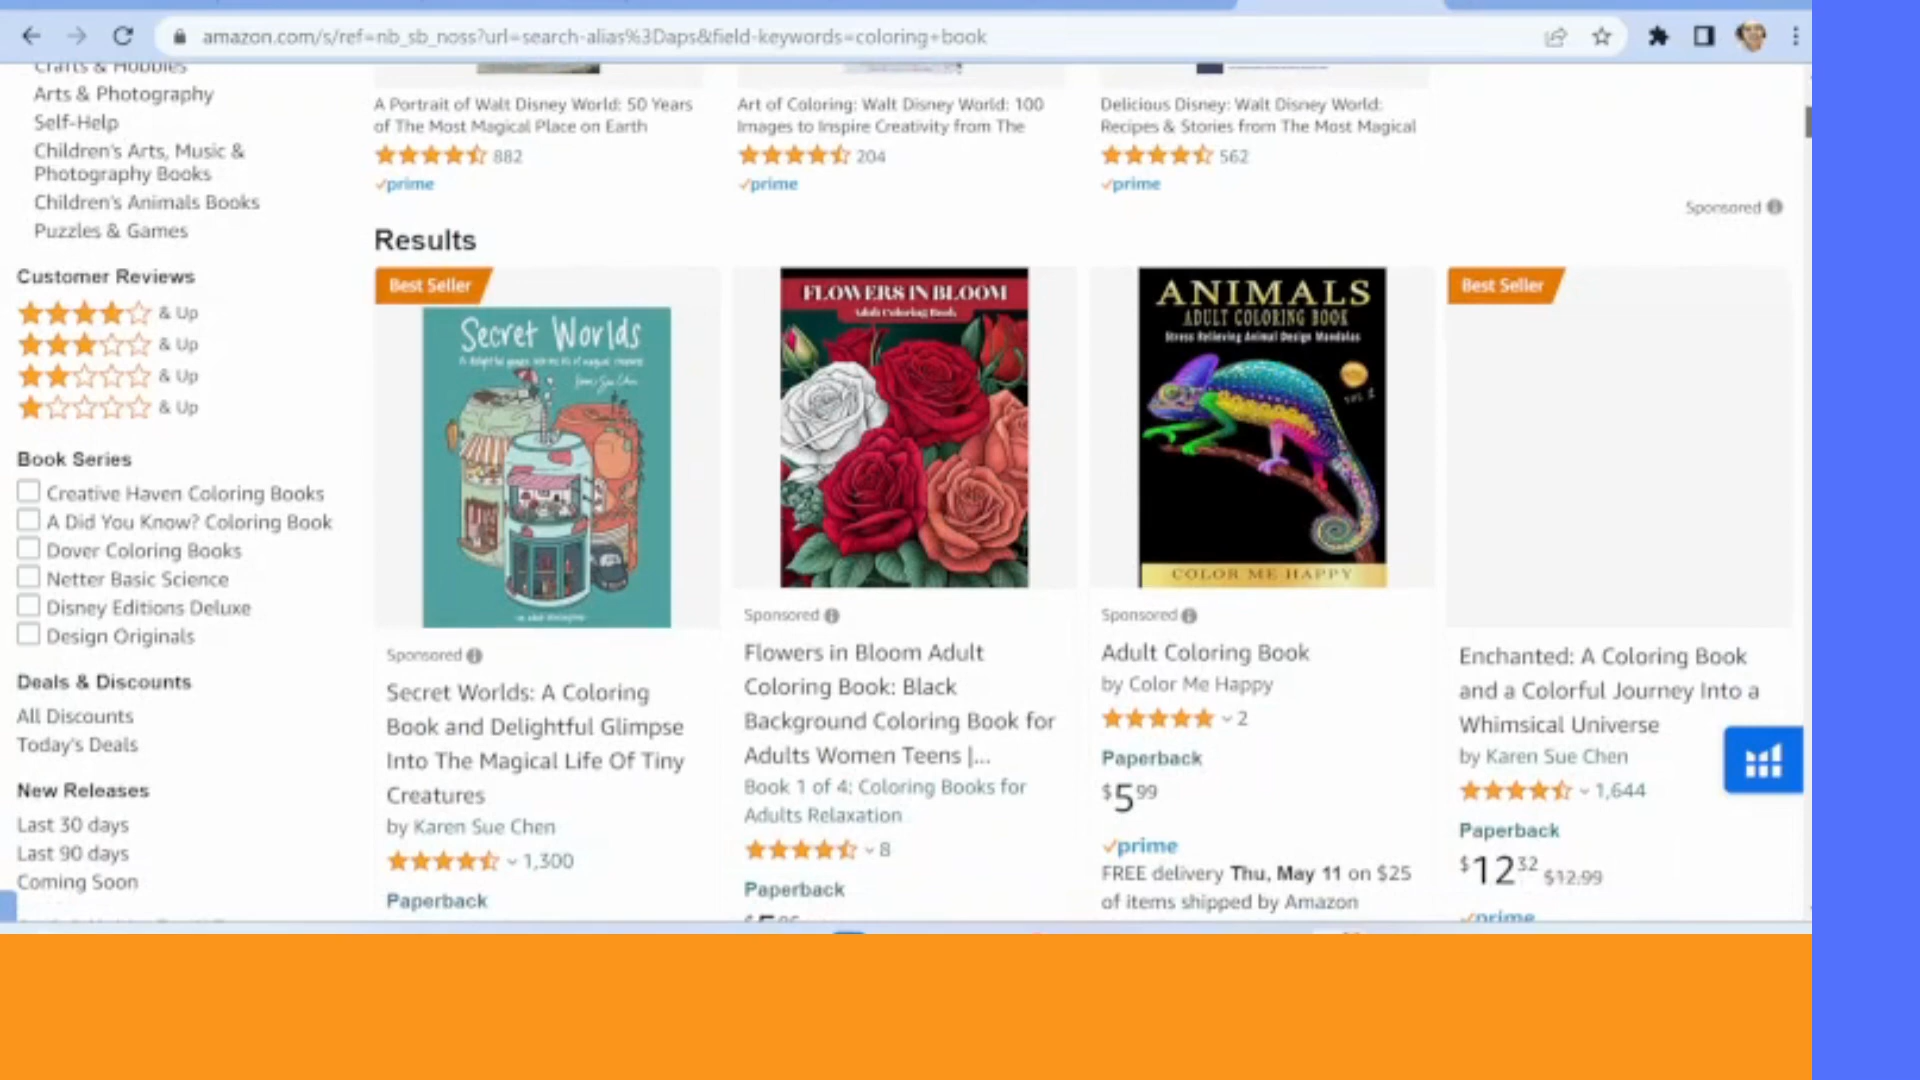 amazon.com/s/ref=nb_sb_noss?url=search-alias%3Daps&field-keywords=coloring+book
Crafts & Hobbies
Arts & Photography
Self-Help
Children's Arts, Music &
Photography Books
Children's Animals Books
Puzzles & Games
Customer Reviews
& Up
& Up
& Up
& Up
Book Series
Creative Haven Coloring Books
A Did You Know? Coloring Book
Dover Coloring Books
Netter Basic Science
Disney Editions Deluxe
Design Originals
Deals & Discounts
All Discounts
Today's Deals
New Releases
Last 30 days
Last 90 days
Coming Soon
A Portrait of Walt Disney World: 50 Years
of The Most Magical Place on Earth
882
prime
Art of Coloring: Walt Disney World: 100
Images to Inspire Creativity from The
204
prime
Delicious Disney: Walt Disney World:
Recipes & Stories from The Most Magical
562
prime
Sponsored
Results
Best Seller
Secret Worlds
Sponsored
Secret Worlds: A Coloring
Book and Delightful Glimpse
Into The Magical Life Of Tiny
Creatures
by Karen Sue Chen
1,300
Paperback
FLOWERS IN BLOOM
Adult Coloring Book
Sponsored
Flowers in Bloom Adult
Coloring Book: Black
Background Coloring Book for
Adults Women Teens |...
Book 1 of 4: Coloring Books for
Adults Relaxation
8
Paperback
ANIMALS
ADULT COLORING BOOK
Stress Relieving Animal Design Mandalas
COLOR ME HAPPY
Sponsored
Adult Coloring Book
by Color Me Happy
2
Paperback
$5.99
prime
FREE delivery Thu, May 11 on $25
of items shipped by Amazon
Best Seller
Enchanted: A Coloring Book
and a Colorful Journey Into a
Whimsical Universe
by Karen Sue Chen
1,644
Paperback
$12.32 $12.99
prime